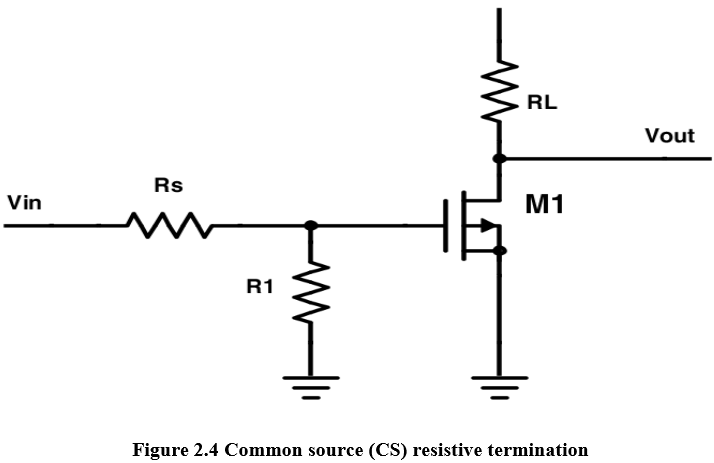 RL
Vout
Rs
Vin
M1
R1
Figure 2.4 Common source (CS) resistive termination